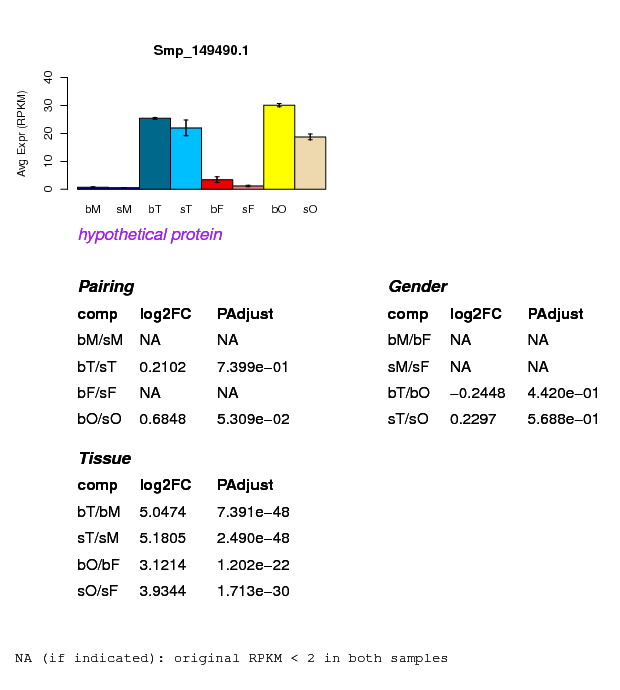 Smp_149490.1
Avg Expr (RPKM)
0 10 20 30 40
bM sM bT sT bF sF bO sO
hypothetical protein
Pairing
comp log2FC PAdjust
bM/sM NA NA
bT/sT 0.2102 7.399e−01
bF/sF NA NA
bO/sO 0.6848 5.309e−02
Gender
comp log2FC PAdjust
bM/bF NA NA
sM/sF NA NA
bT/bO −0.2448 4.420e−01
sT/sO 0.2297 5.688e−01
Tissue
comp log2FC PAdjust
bT/bM 5.0474 7.391e−48
sT/sM 5.1805 2.490e−48
bO/bF 3.1214 1.202e−22
sO/sF 3.9344 1.713e−30
NA (if indicated): original RPKM < 2 in both samples